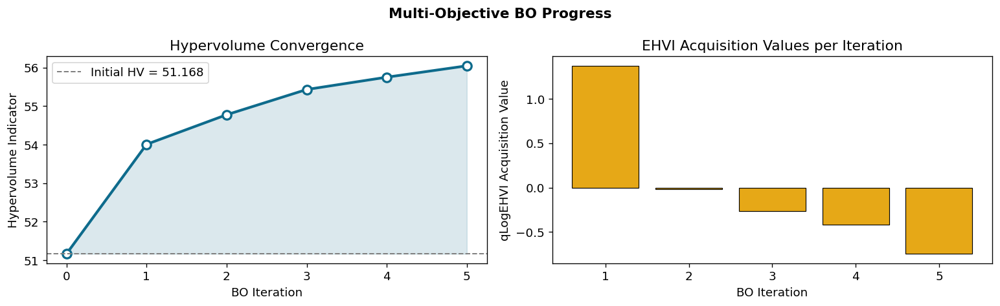 Multi-Objective BO Progress
Hypervolume Convergence
Initial HV = 51.168
Hypervolume Indicator
56
55
54
53
52
51
0 1 2 3 4 5
BO Iteration
EHVI Acquisition Values per Iteration
qLogEHVI Acquisition Value
1.0
0.5
0.0
−0.5
1 2 3 4 5
BO Iteration